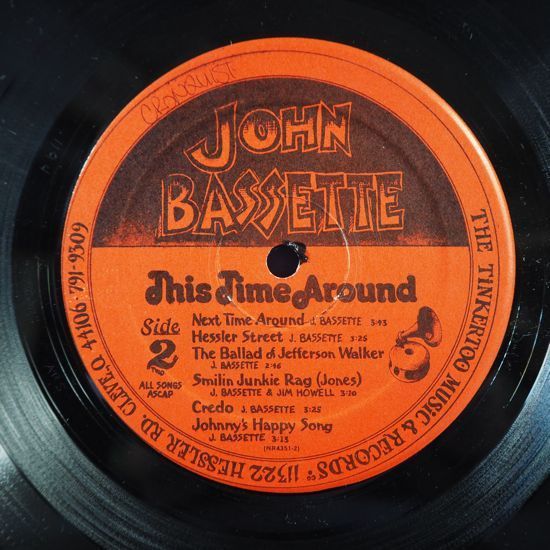 CRONQUIST
JOHN
BASSETTE
This Time Around
Side
2
TWO
ALL SONGS
ASCAP
Next Time Around J. BASSETTE 3:43
Hessler Street J. BASSETTE 3:25
The Ballad of Jefferson Walker
J. BASSETTE 2:46
Smilin Junkie Rag (Jones)
J. BASSETTE & JIM HOWELL 3:20
Credo J. BASSETTE 3:25
Johnny's Happy Song
J. BASSETTE 3:13
(NR4351-2)
THE TINKERTOO MUSIC & RECORDS CO 11322 HESSLER RD. CLEVE, O. 44106 · 791-9309